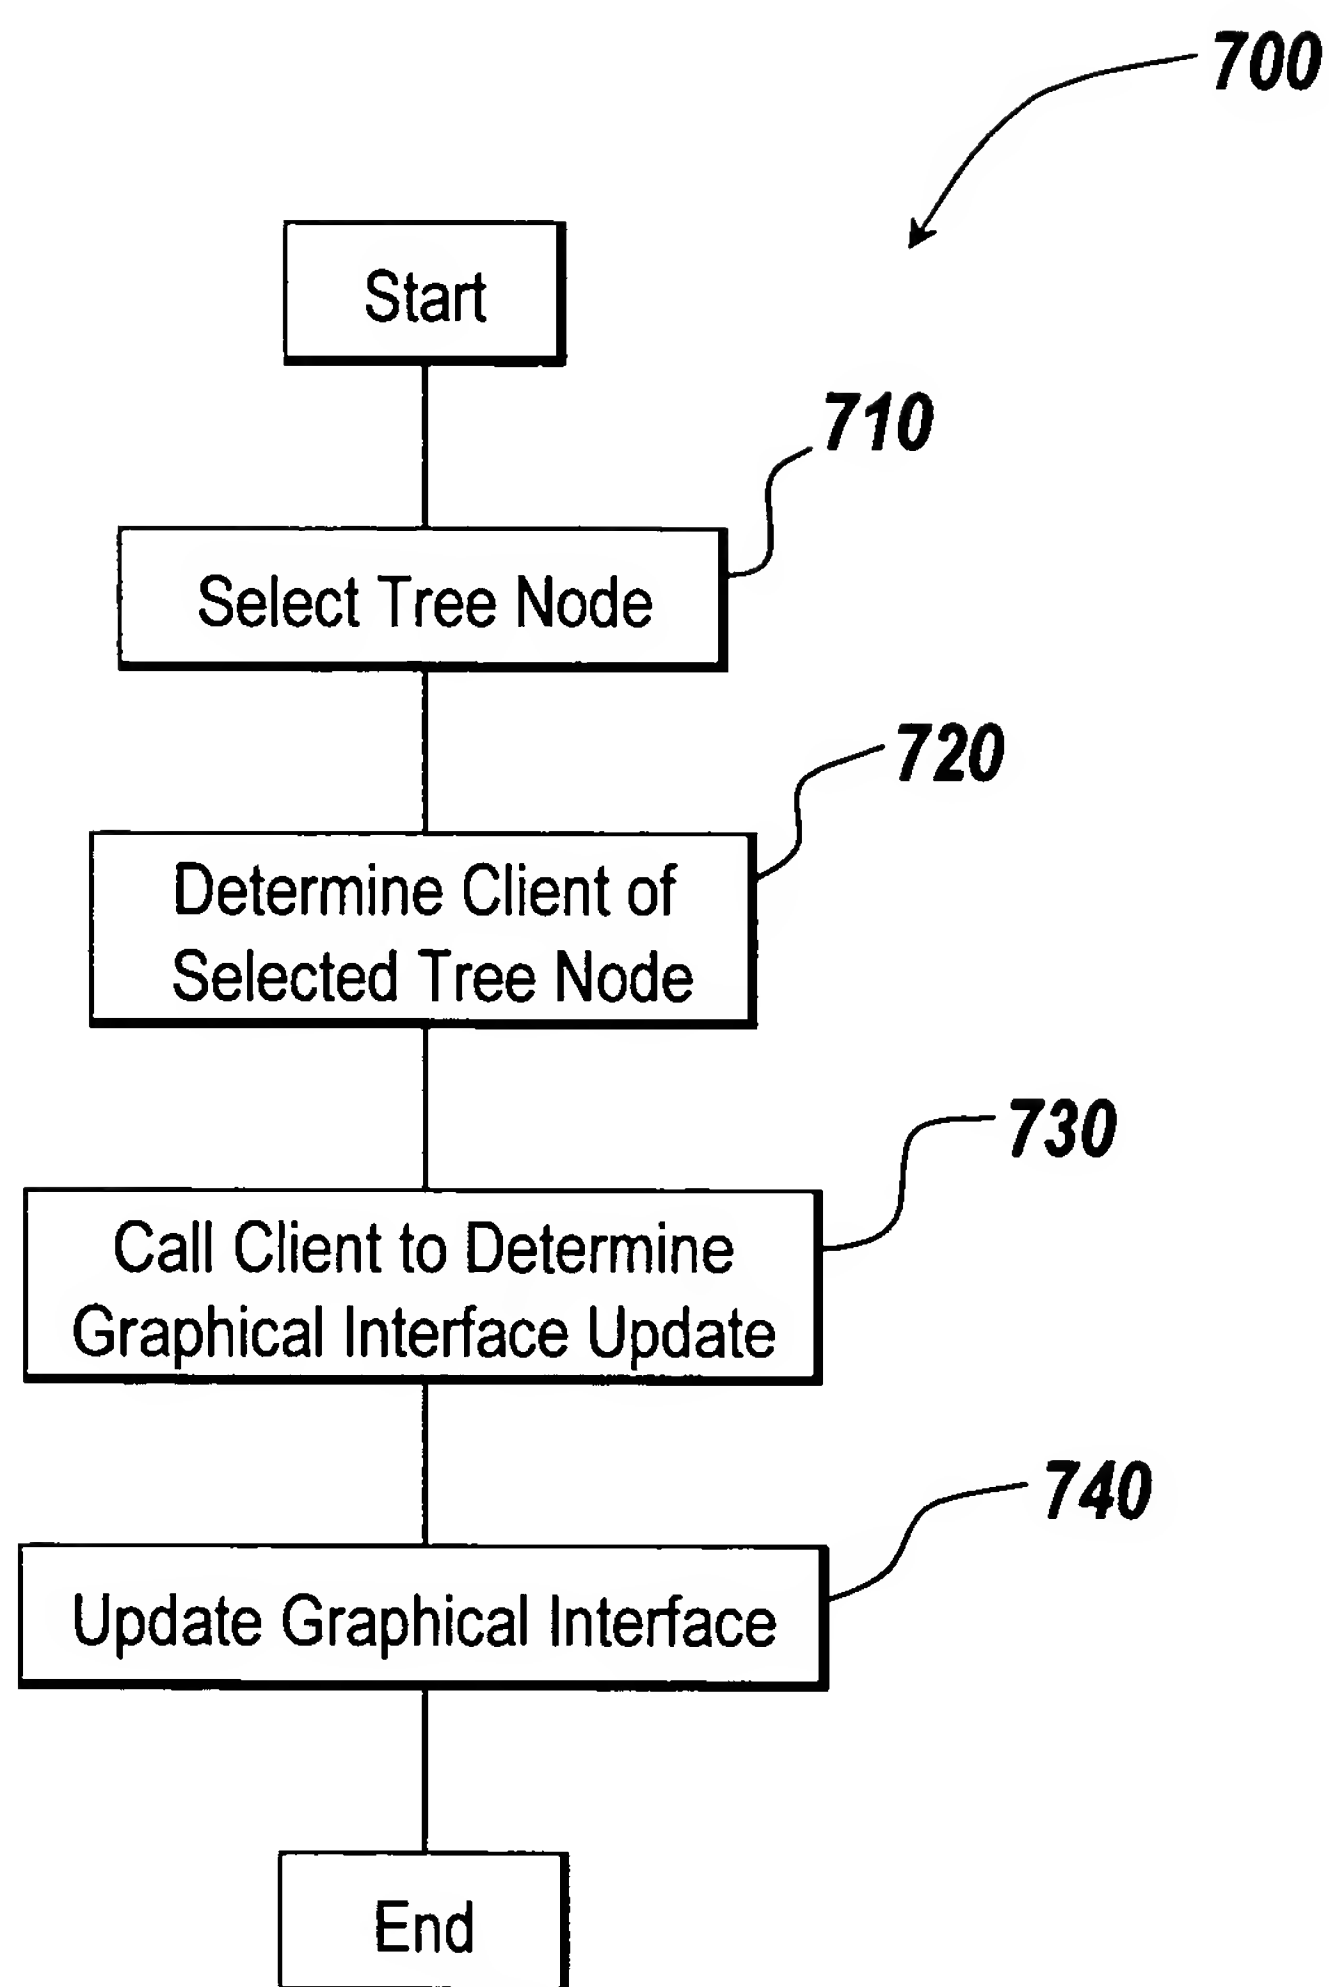 700
Start
710
Select Tree Node
720
Determine Client of
Selected Tree Node
730
Call Client to Determine
Graphical Interface Update
740
Update Graphical Interface
End